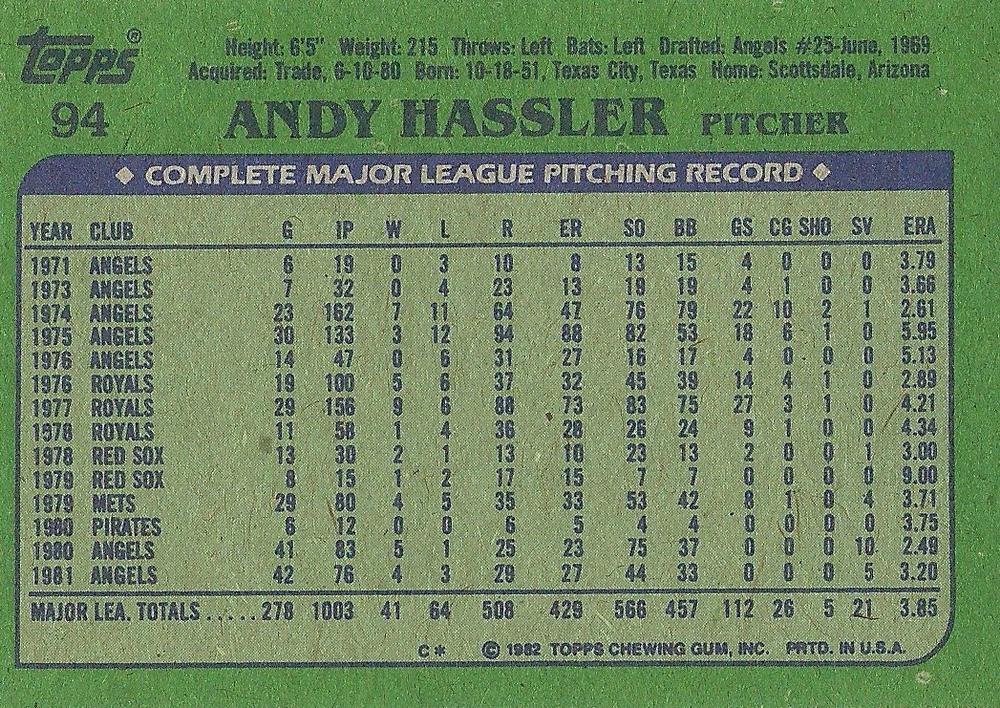 Topps®
Height: 6'5" Weight: 215 Throws: Left Bats: Left Drafted: Angels #25-June, 1969
Acquired: Trade, 6-10-80 Born: 10-18-51, Texas City, Texas Home: Scottsdale, Arizona
94 ANDY HASSLER PITCHER
◆ COMPLETE MAJOR LEAGUE PITCHING RECORD ◆
YEAR CLUB G IP W L R ER SO BB GS CG SHO SV ERA
1971 ANGELS 6 19 0 3 10 8 13 15 4 0 0 0 3.79
1973 ANGELS 7 32 0 4 23 13 19 19 4 1 0 0 3.66
1974 ANGELS 23 162 7 11 64 47 76 79 22 10 2 1 2.61
1975 ANGELS 30 133 3 12 94 88 82 53 18 6 1 0 5.95
1976 ANGELS 14 47 0 6 31 27 16 17 4 0 0 0 5.13
1976 ROYALS 19 100 5 6 37 32 45 39 14 4 1 0 2.89
1977 ROYALS 29 156 9 6 88 73 83 75 27 3 1 0 4.21
1978 ROYALS 11 58 1 4 36 28 26 24 9 1 0 0 4.34
1978 RED SOX 13 30 2 1 13 10 23 13 2 0 0 1 3.00
1979 RED SOX 8 15 1 2 17 15 7 7 0 0 0 0 9.00
1979 METS 29 80 4 5 35 33 53 42 8 1 0 4 3.71
1980 PIRATES 6 12 0 0 6 5 4 4 0 0 0 0 3.75
1980 ANGELS 41 83 5 1 25 23 75 37 0 0 0 10 2.49
1981 ANGELS 42 76 4 3 29 27 44 33 0 0 0 5 3.20
MAJOR LEA. TOTALS ..... 278 1003 41 64 508 429 566 457 112 26 5 21 3.85
C* © 1982 TOPPS CHEWING GUM, INC. PRTD. IN U.S.A.